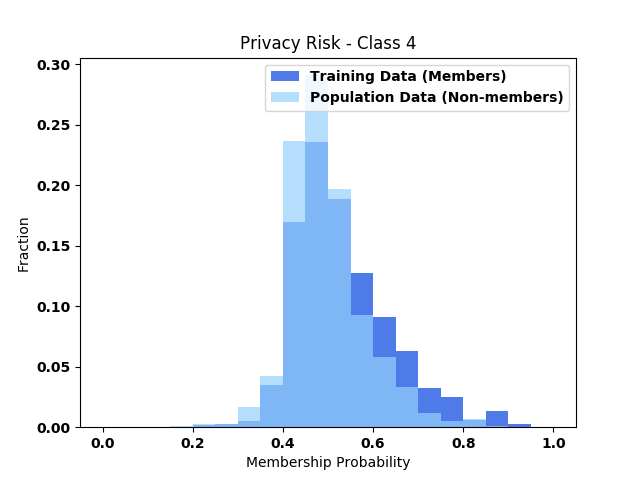 Privacy Risk - Class 4
Training Data (Members)
Population Data (Non-members)
Fraction
0.30
0.25
0.20
0.15
0.10
0.05
0.00
0.0 0.2 0.4 0.6 0.8 1.0
Membership Probability